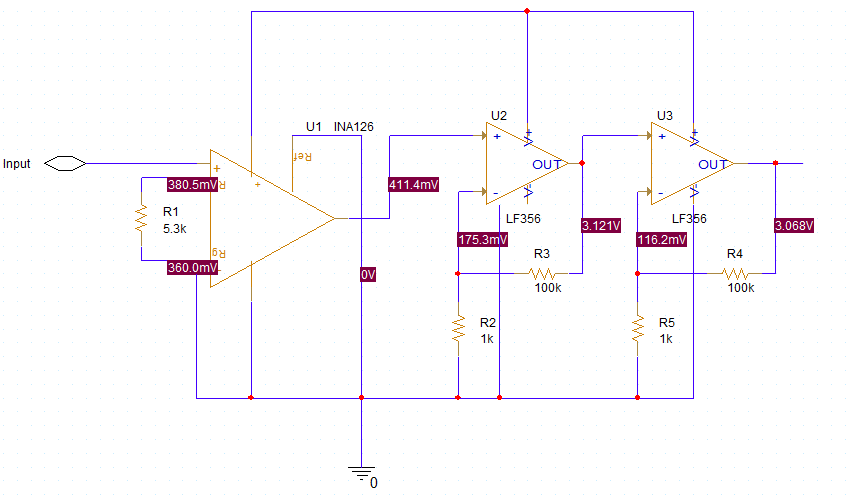 Input
380.5mV
Rg
+
+
Ref
U1 INA126
R1
5.3k
360.0mV
Rg
-
411.4mV
0V
U2
+
+
V
OUT
-
V
-
LF356
175.3mV
3.121V
R3
100k
R2
1k
U3
+
+
V
OUT
-
V
-
LF356
116.2mV
3.068V
R4
100k
R5
1k
0